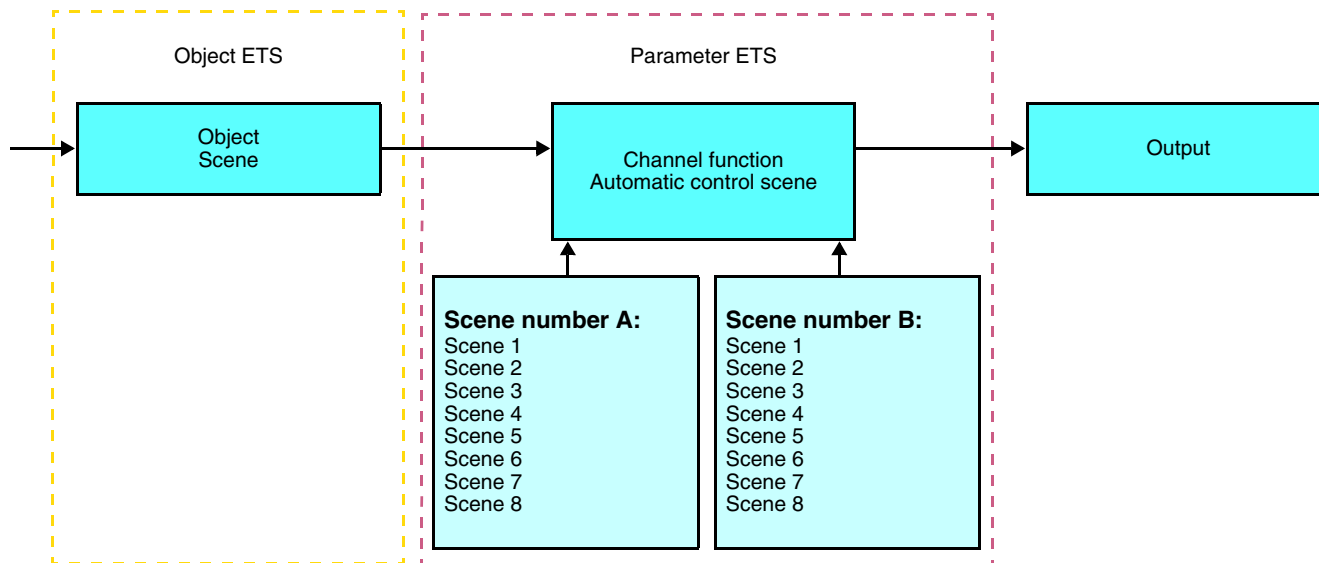 Object ETS
Parameter ETS
Object
Scene
Channel function
Automatic control scene
Output
Scene number A:
Scene 1
Scene 2
Scene 3
Scene 4
Scene 5
Scene 6
Scene 7
Scene 8
Scene number B:
Scene 1
Scene 2
Scene 3
Scene 4
Scene 5
Scene 6
Scene 7
Scene 8